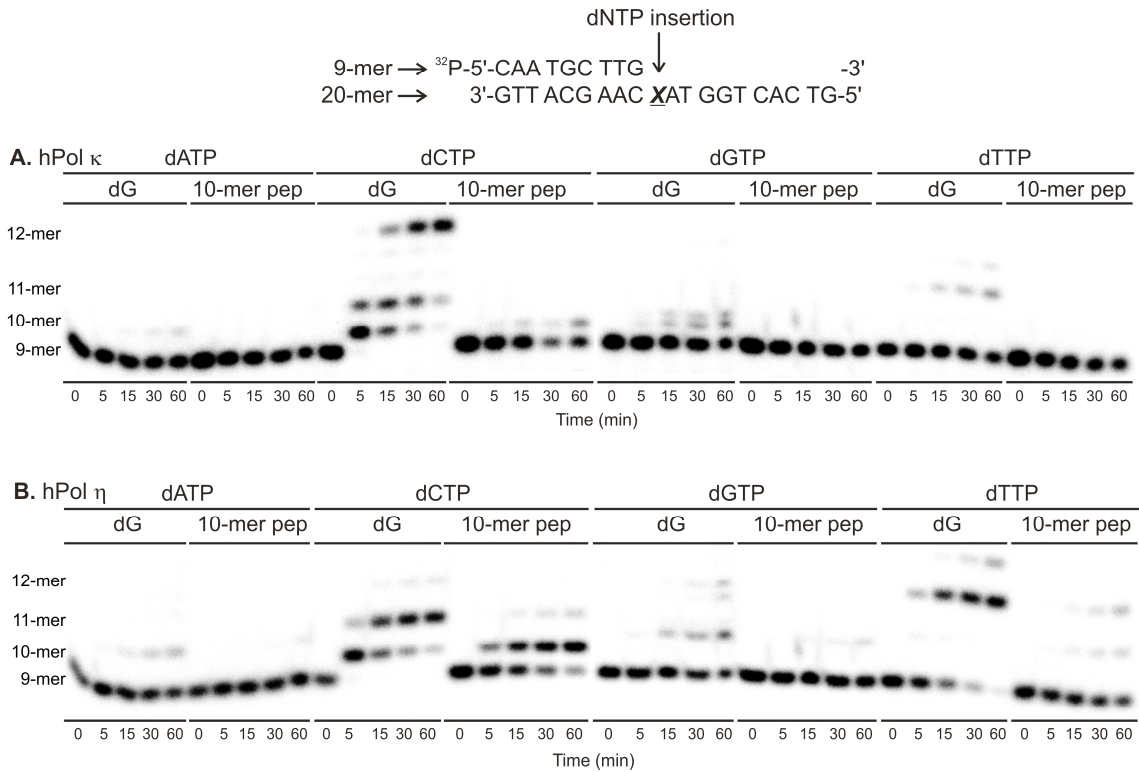 dNTP insertion
9-mer → ³²P-5'-CAA TGC TTG -3'
20-mer → 3'-GTT ACG AAC XAT GGT CAC TG-5'
A. hPol κ dATP dCTP dGTP dTTP
dG 10-mer pep dG 10-mer pep dG 10-mer pep dG 10-mer pep
12-mer
11-mer
10-mer
9-mer
0 5 15 30 60 0 5 15 30 60 0 5 15 30 60 0 5 15 30 60 0 5 15 30 60 0 5 15 30 60 0 5 15 30 60 0 5 15 30 60
Time (min)
B. hPol η dATP dCTP dGTP dTTP
dG 10-mer pep dG 10-mer pep dG 10-mer pep dG 10-mer pep
12-mer
11-mer
10-mer
9-mer
0 5 15 30 60 0 5 15 30 60 0 5 15 30 60 0 5 15 30 60 0 5 15 30 60 0 5 15 30 60 0 5 15 30 60 0 5 15 30 60
Time (min)